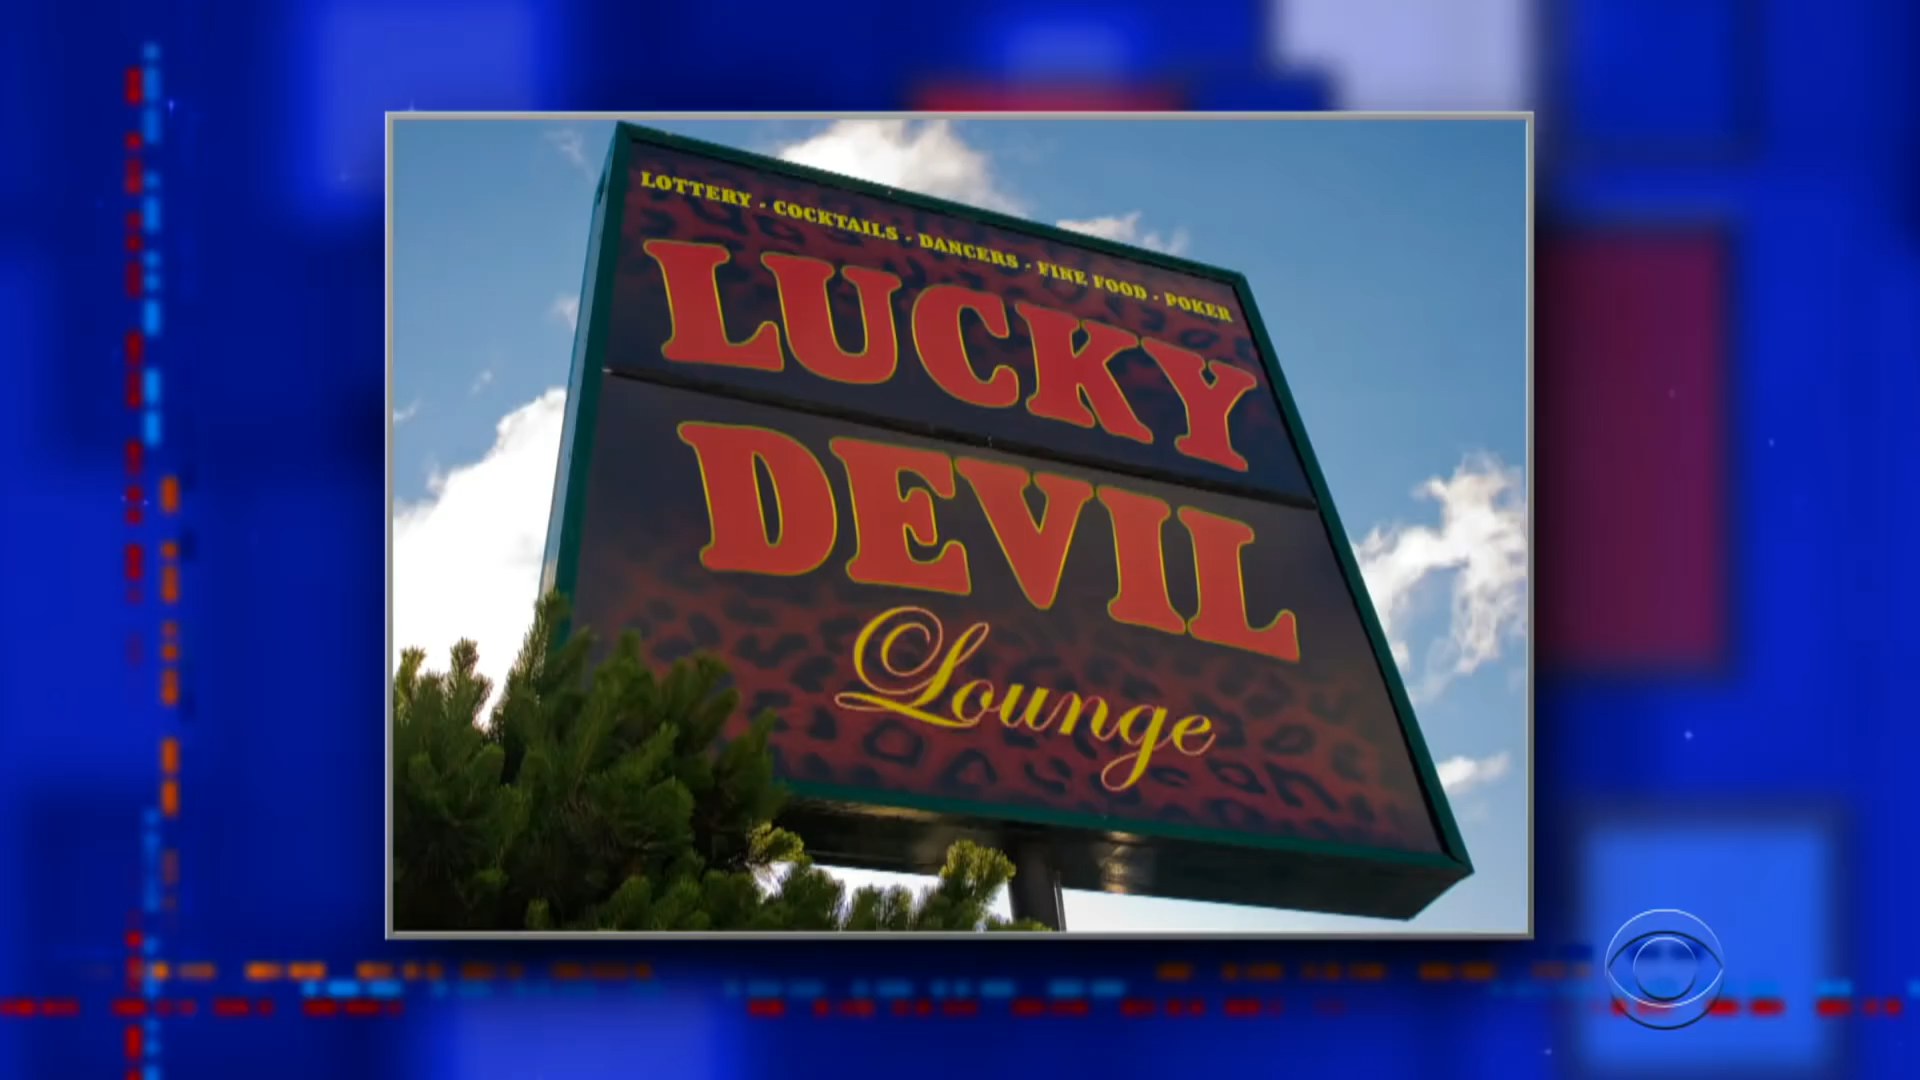 LOTTERY - COCKTAILS - DANCERS - FINE FOOD - POKER
LUCKY
DEVIL
Lounge